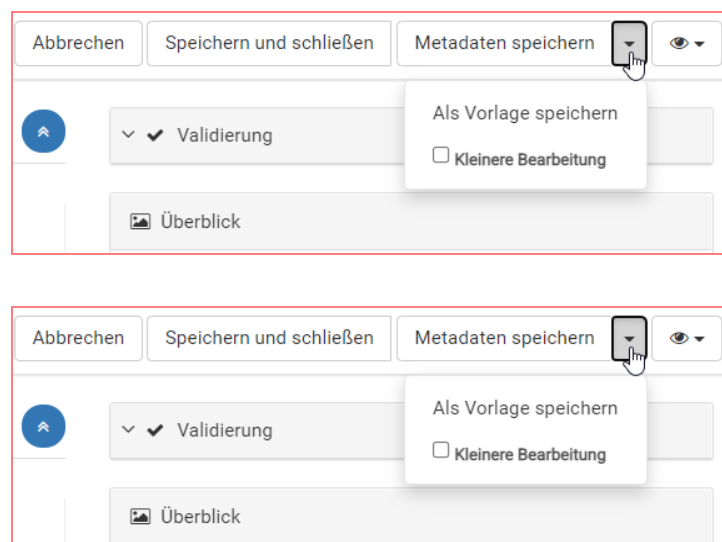 Abbrechen Speichern und schließen Metadaten speichern
Als Vorlage speichern
Validierung
Kleinere Bearbeitung
Überblick
Abbrechen Speichern und schließen Metadaten speichern
Als Vorlage speichern
Validierung
Kleinere Bearbeitung
Überblick